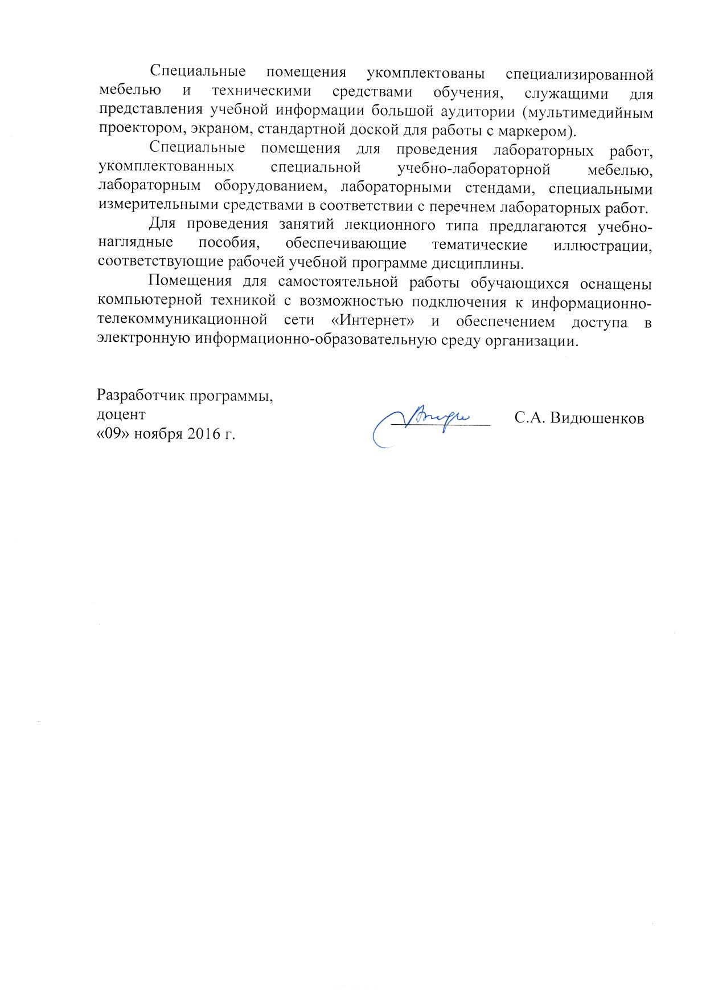 Специальные помещения укомплектованы специализированной
мебелью и техническими средствами обучения, служащими для
представления учебной информации большой аудитории (мультимедийным
проектором, экраном, стандартной доской для работы с маркером).
Специальные помещения для проведения лабораторных работ,
укомплектованных специальной учебно-лабораторной мебелью,
лабораторным оборудованием, лабораторными стендами, специальными
измерительными средствами в соответствии с перечнем лабораторных работ.
Для проведения занятий лекционного типа предлагаются учебно-
наглядные пособия, обеспечивающие тематические иллюстрации,
соответствующие рабочей учебной программе дисциплины.
Помещения для самостоятельной работы обучающихся оснащены
компьютерной техникой с возможностью подключения к информационно-
телекоммуникационной сети «Интернет» и обеспечением доступа в
электронную информационно-образовательную среду организации.
Разработчик программы,
доцент С.А. Видюшенков
«09» ноября 2016 г.